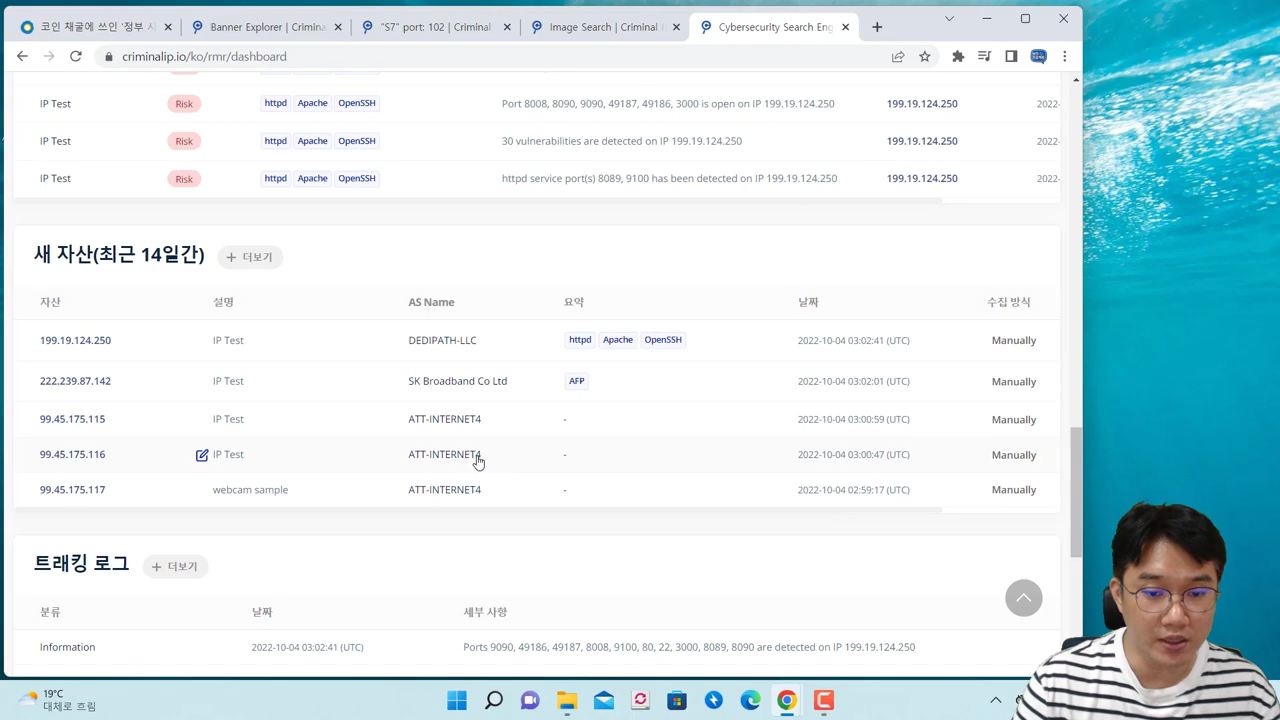 코인 채굴에 쓰인 '정부 시
Banner Explorer | Crimina
"S7" port: 102 | Criminal
Image Search | Criminal I
Cybersecurity Search Eng
criminalip.io/ko/rmr/dashboard
IP Test Risk httpd Apache OpenSSH Port 8008, 8090, 9090, 49187, 49186, 3000 is open on IP 199.19.124.250 199.19.124.250 2022-
IP Test Risk httpd Apache OpenSSH 30 vulnerabilities are detected on IP 199.19.124.250 199.19.124.250 2022-
IP Test Risk httpd Apache OpenSSH httpd service port(s) 8089, 9100 has been detected on IP 199.19.124.250 199.19.124.250 2022-
새 자산(최근 14일간) + 더보기
자산 설명 AS Name 요약 날짜 수집 방식
199.19.124.250 IP Test DEDIPATH-LLC httpd Apache OpenSSH 2022-10-04 03:02:41 (UTC) Manually
222.239.87.142 IP Test SK Broadband Co Ltd AFP 2022-10-04 03:02:01 (UTC) Manually
99.45.175.115 IP Test ATT-INTERNET4 - 2022-10-04 03:00:59 (UTC) Manually
99.45.175.116 IP Test ATT-INTERNET4 - 2022-10-04 03:00:47 (UTC) Manually
99.45.175.117 webcam sample ATT-INTERNET4 - 2022-10-04 02:59:17 (UTC) Manually
트래킹 로그 + 더보기
분류 날짜 세부 사항
Information 2022-10-04 03:02:41 (UTC) Ports 9090, 49186, 49187, 8008, 9100, 80, 22, 3000, 8089, 8090 are detected on IP 199.19.124.250
19°C
대체로 흐림